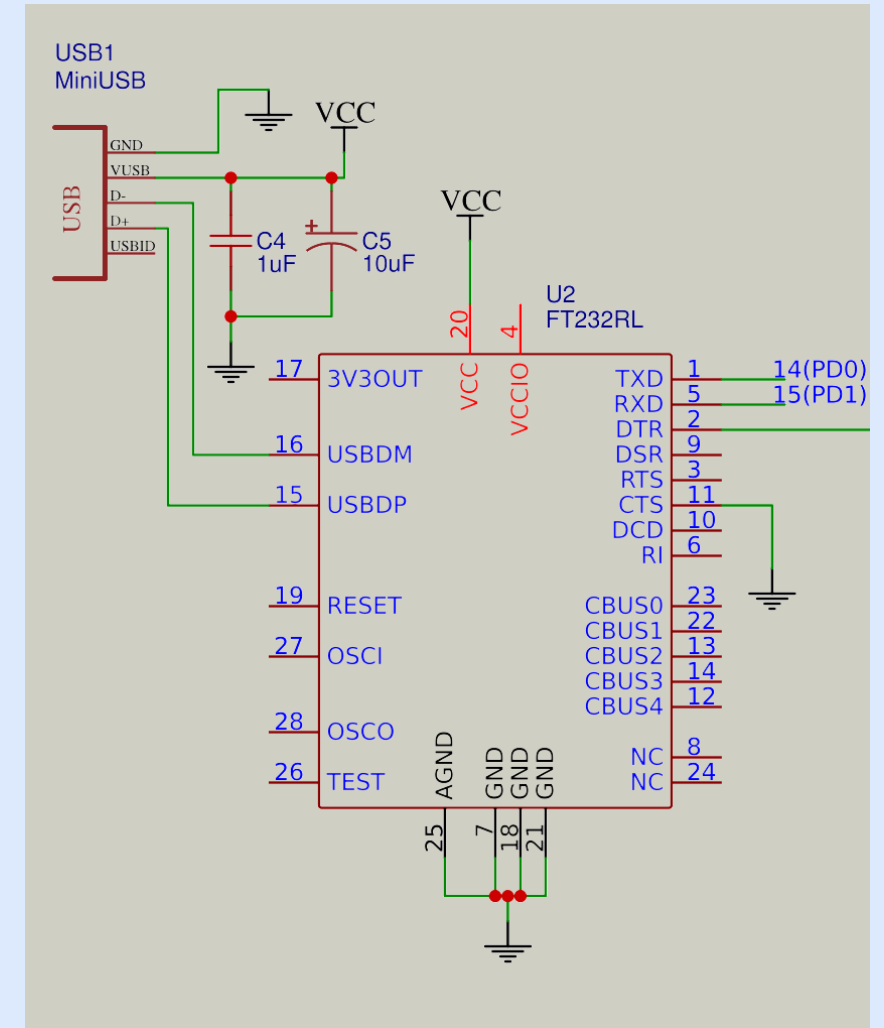 USB1
MiniUSB
VCC
GND
VUSB
D-
D+
USBID
USB
+
C4
1uF
C5
10uF
VCC
U2
FT232RL
20
4
VCC
VCCIO
17 3V3OUT
16 USBDM
15 USBDP
19 RESET
27 OSCI
28 OSCO
26 TEST
TXD 1 14(PD0)
RXD 5 15(PD1)
DTR 2
DSR 9
RTS 3
CTS 11
DCD 10
RI 6
CBUS0 23
CBUS1 22
CBUS2 13
CBUS3 14
CBUS4 12
NC 8
NC 24
AGND
GND
GND
GND
25
7
18
21